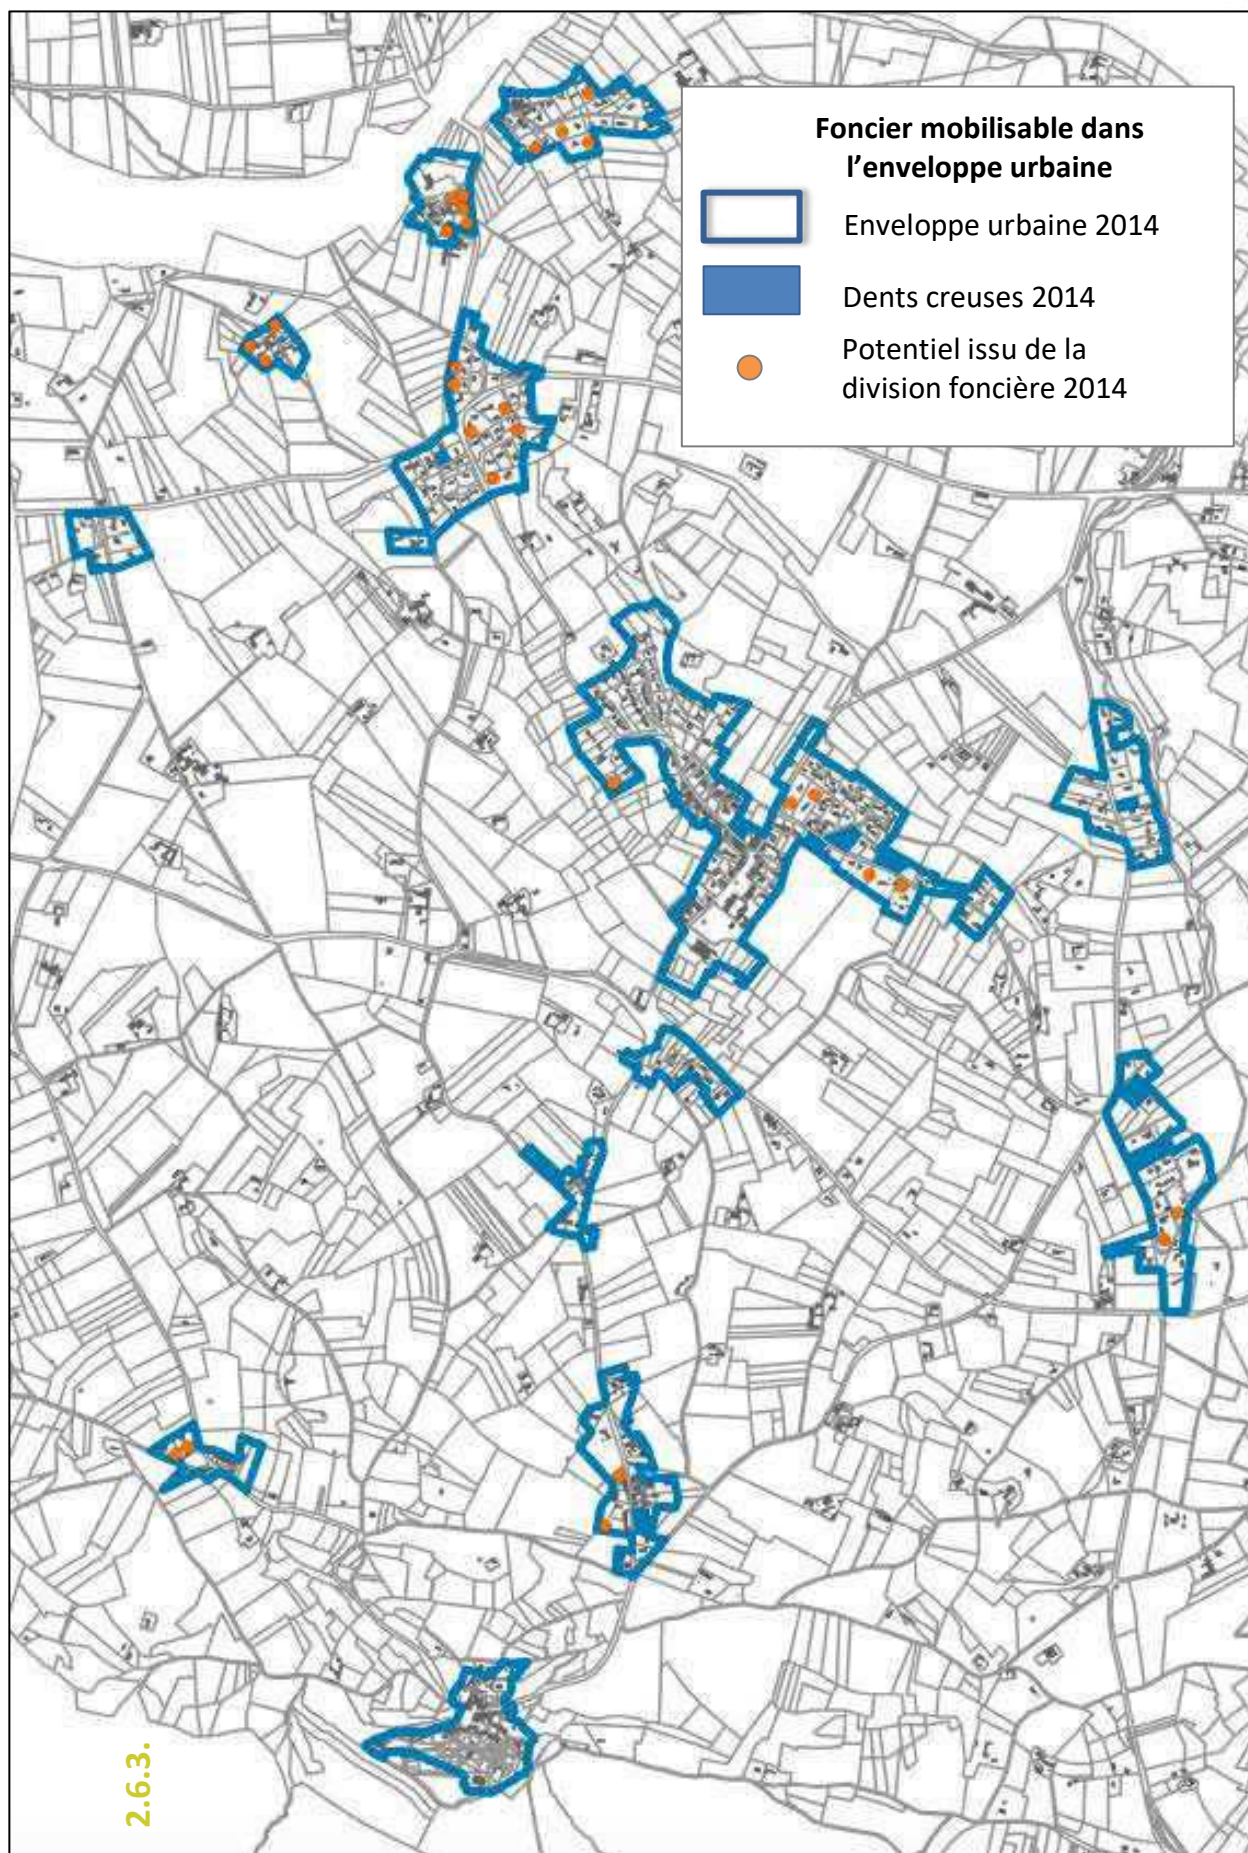 Foncier mobilisable dans
l’enveloppe urbaine
Enveloppe urbaine 2014
Dents creuses 2014
Potentiel issu de la
division foncière 2014
2.6.3.